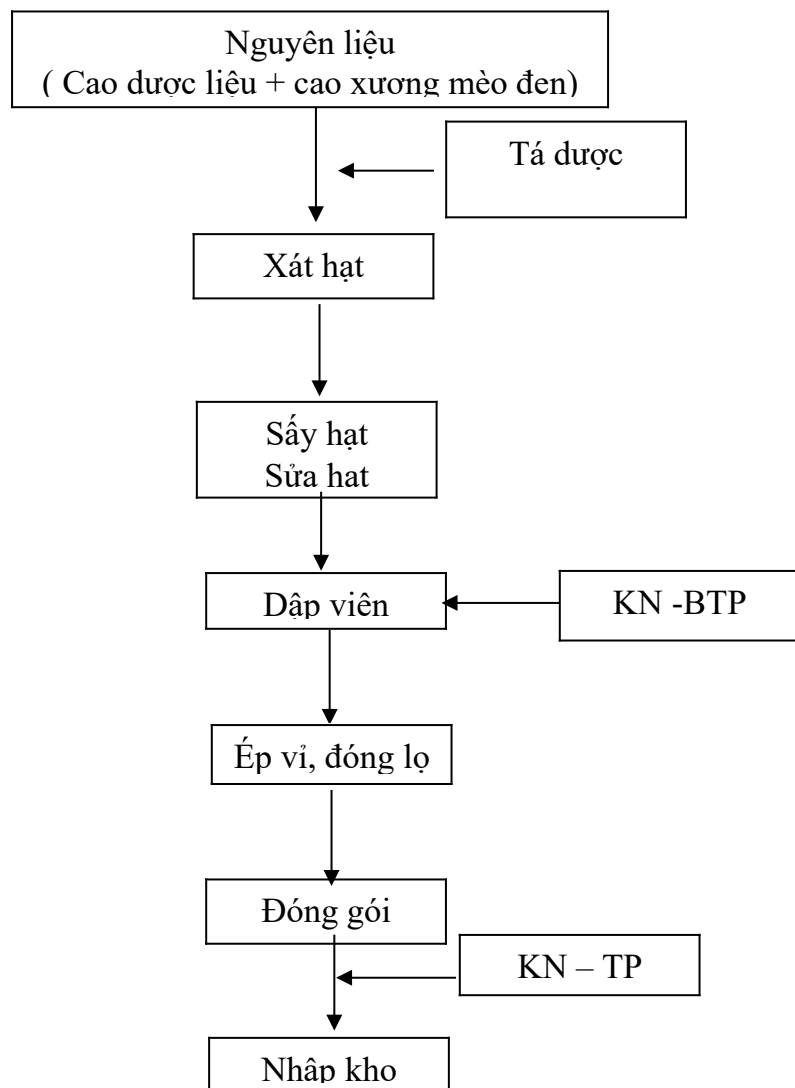 Nguyên liệu
( Cao dược liệu + cao xương mèo đen)
Tá dược
Xát hạt
Sấy hạt
Sửa hat
Dập viên
KN -BTP
Ép vỉ, đóng lọ
Đóng gói
KN – TP
Nhập kho